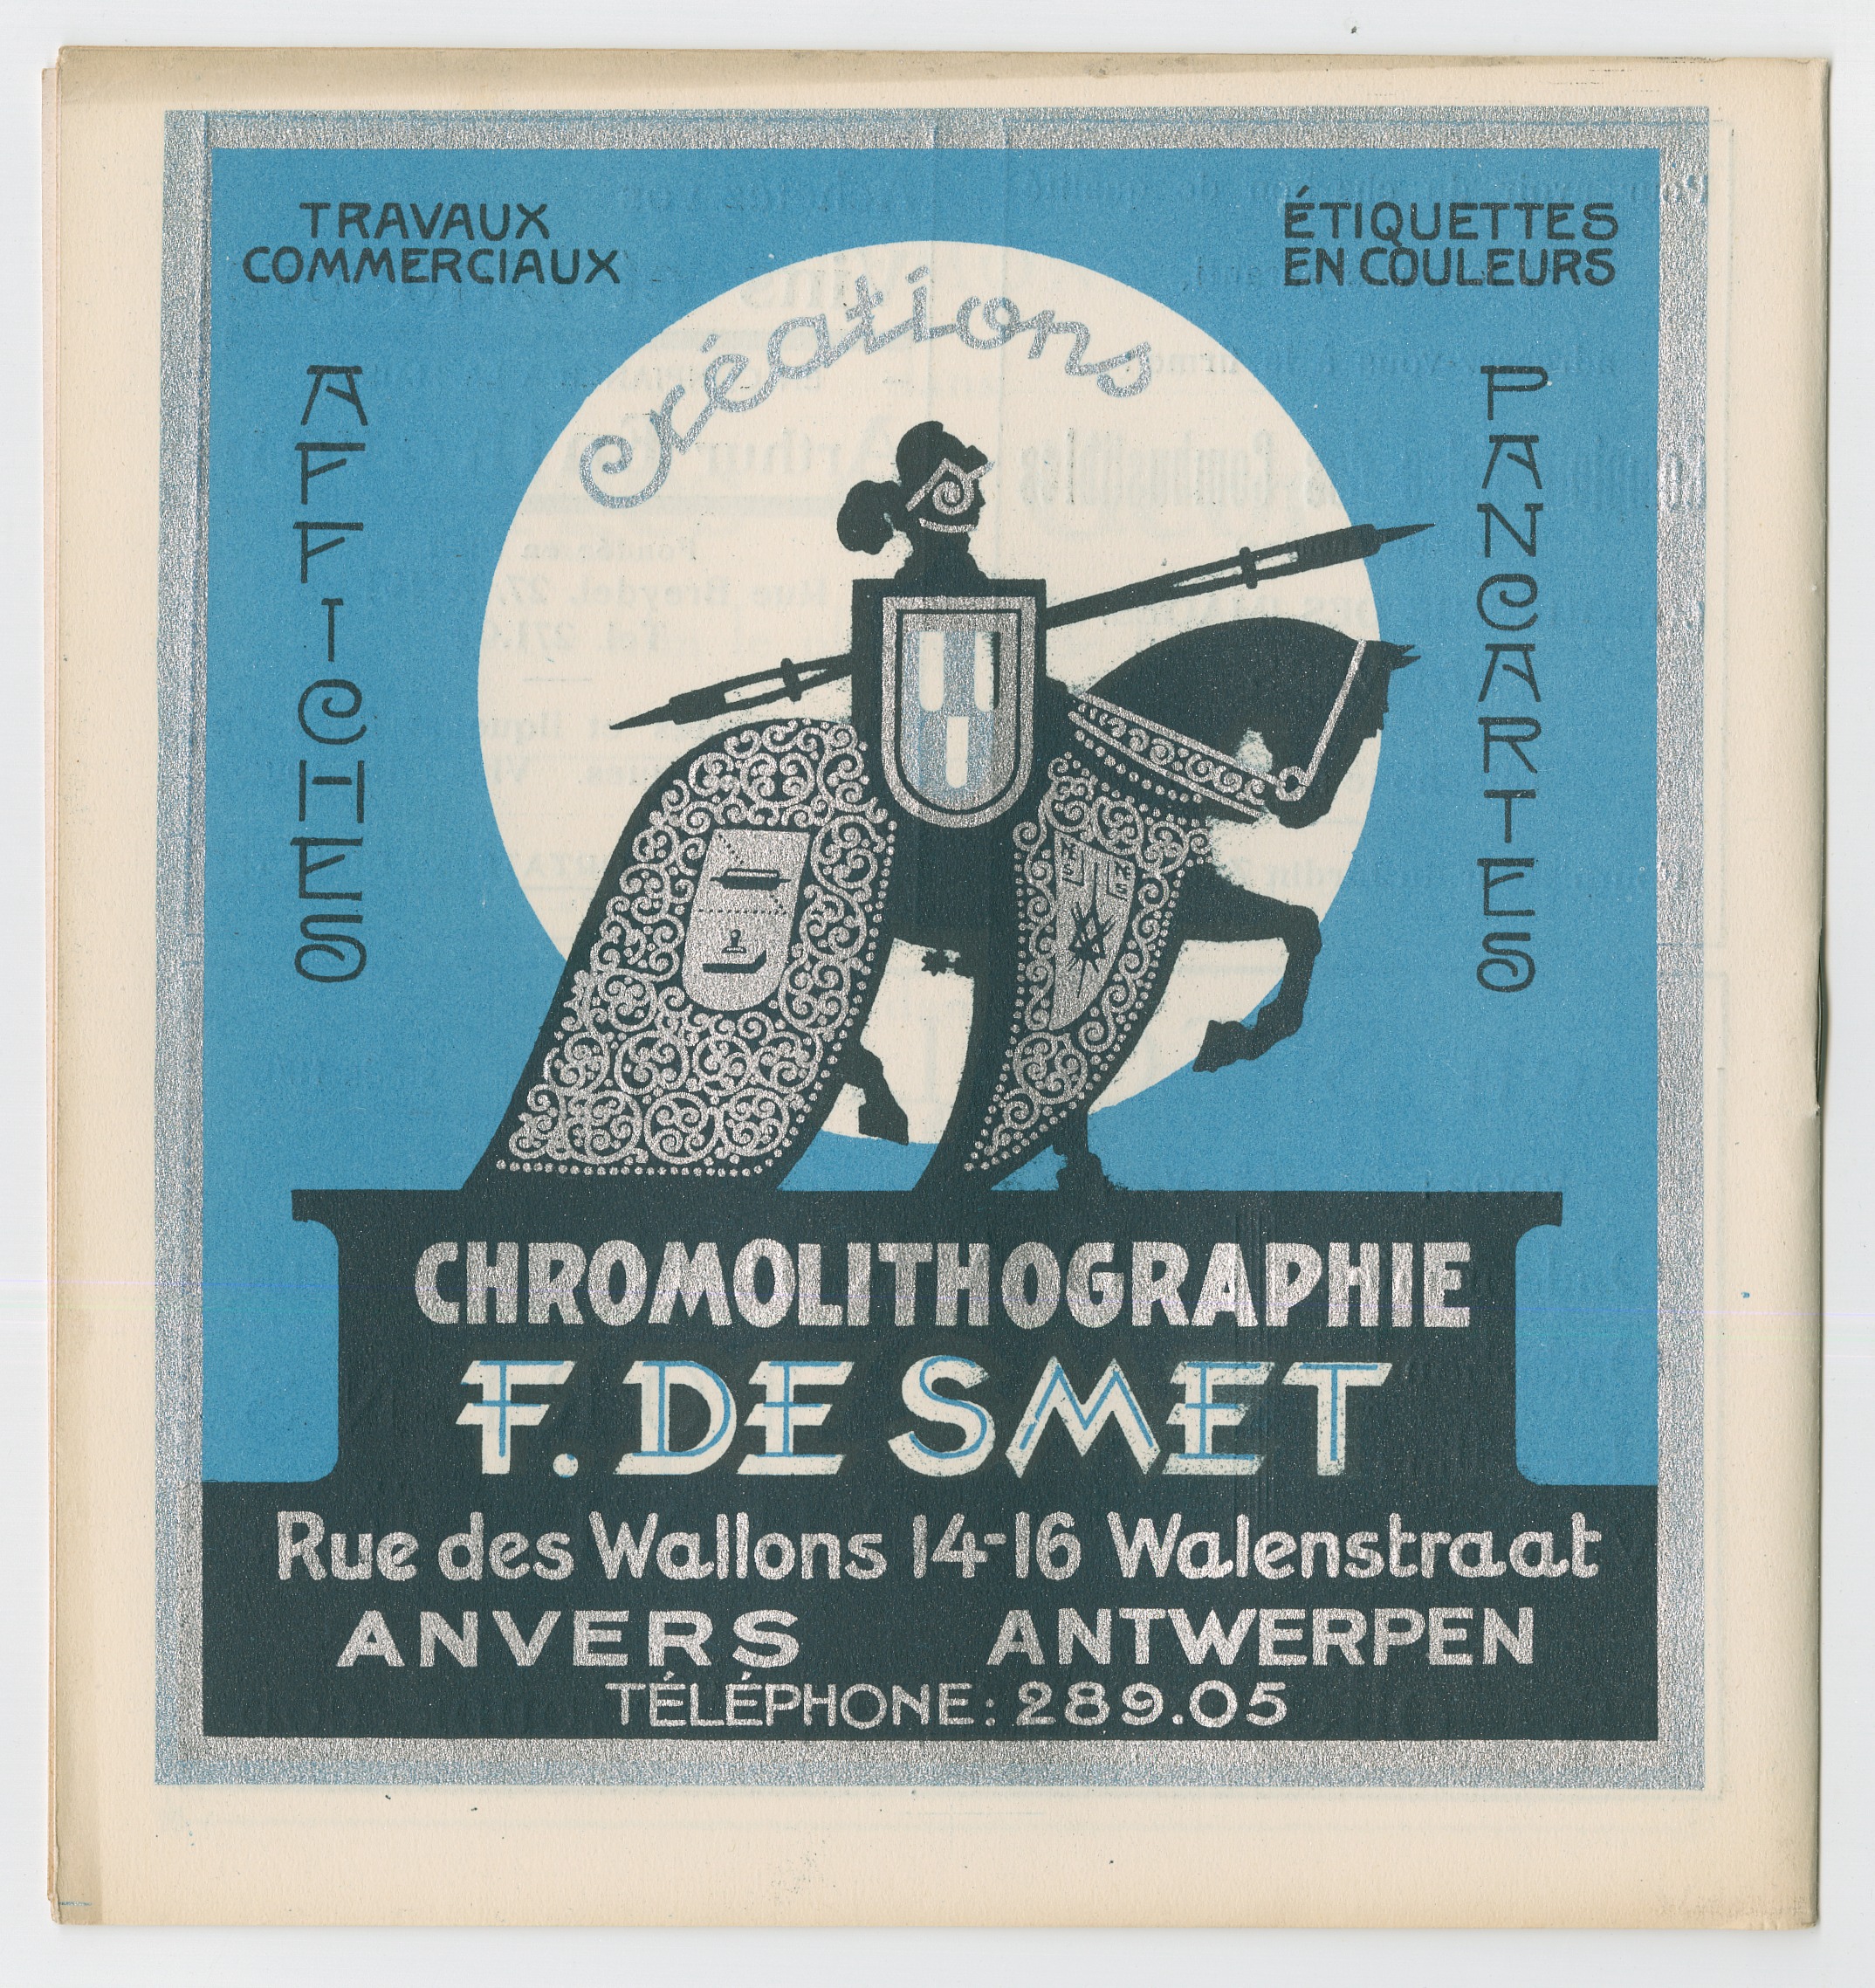 TRAVAUX
COMMERCIAUX
ÉTIQUETTES
EN COULEURS
créations
AFFICHES
PANCARTES
CHROMOLITHOGRAPHIE
F. DE SMET
Rue des Wallons 14-16 Walenstraat
ANVERS ANTWERPEN
TÉLÉPHONE: 289.05